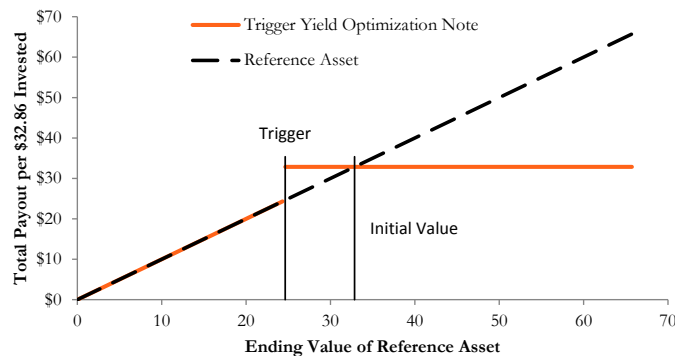 Trigger Yield Optimization Note
Reference Asset
Total Payout per $32.86 Invested
$70
$60
$50
$40
$30
$20
$10
$0
Trigger
Initial Value
0 10 20 30 40 50 60 70
Ending Value of Reference Asset